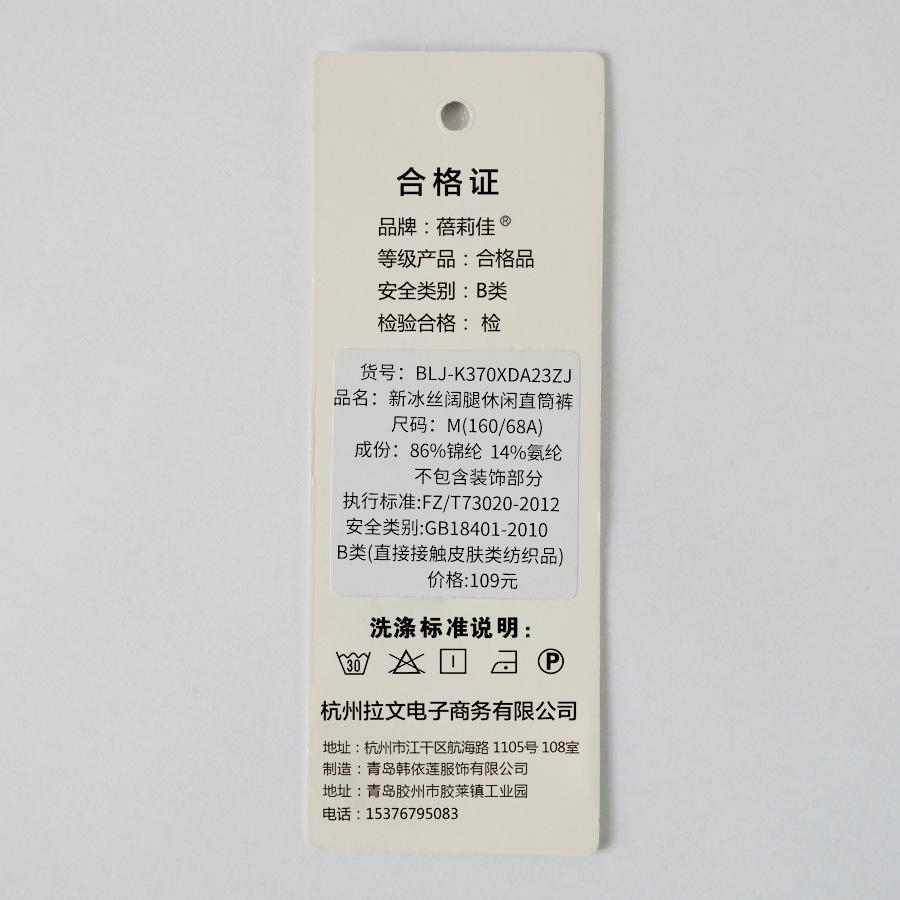 合格证
品牌：蓓莉佳®
等级产品：合格品
安全类别：B类
检验合格： 检
货号：BLJ-K370XDA23ZJ
品名：新冰丝阔腿休闲直筒裤
尺码：M(160/68A)
成份：86%锦纶 14%氨纶
不包含装饰部分
执行标准:FZ/T73020-2012
安全类别:GB18401-2010
B类(直接接触皮肤类纺织品)
价格:109元
洗涤标准说明：
30 P
杭州拉文电子商务有限公司
地址：杭州市江干区航海路 1105号 108室
制造：青岛韩依莲服饰有限公司
地址：青岛胶州市胶莱镇工业园
电话：15376795083